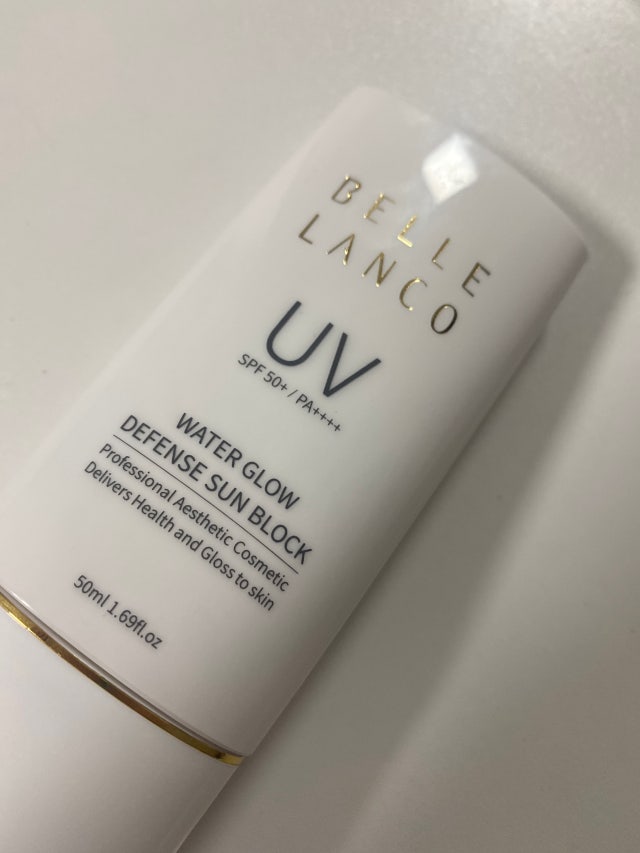 BELLE
LANCO
UV
SPF 50+ / PA++++
WATER GLOW
DEFENSE SUN BLOCK
Professional Aesthetic Cosmetic
Delivers Health and Gloss to skin
50ml 1.69fl.oz